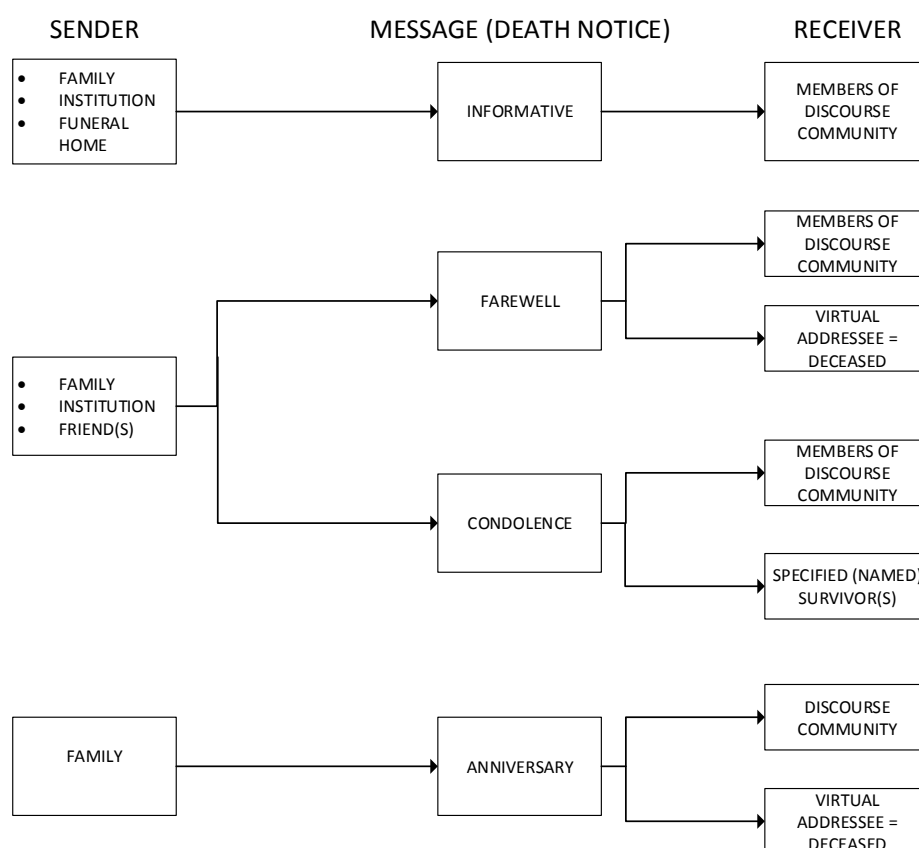 SENDER
MESSAGE (DEATH NOTICE)
RECEIVER
• FAMILY
• INSTITUTION
• FUNERAL
HOME
INFORMATIVE
MEMBERS OF
DISCOURSE
COMMUNITY
• FAMILY
• INSTITUTION
• FRIEND(S)
FAREWELL
MEMBERS OF
DISCOURSE
COMMUNITY
VIRTUAL
ADDRESSEE =
DECEASED
CONDOLENCE
MEMBERS OF
DISCOURSE
COMMUNITY
SPECIFIED (NAMED)
SURVIVOR(S)
FAMILY
ANNIVERSARY
DISCOURSE
COMMUNITY
VIRTUAL
ADDRESSEE =
DECEASED